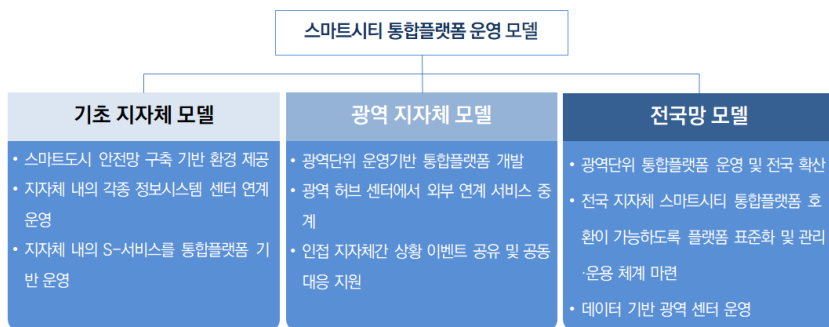 스마트시티 통합플랫폼 운영 모델
기초 지자체 모델
• 스마트도시 안전망 구축 기반 환경 제공
• 지자체 내의 각종 정보시스템 센터 연계
운영
• 지자체 내의 S-서비스를 통합플랫폼 기
반 운영
광역 지자체 모델
• 광역단위 운영기반 통합플랫폼 개발
• 광역 허브 센터에서 외부 연계 서비스 중
계
• 인접 지자체간 상황 이벤트 공유 및 공동
대응 지원
전국망 모델
• 광역단위 통합플랫폼 운영 및 전국 확산
• 전국 지자체 스마트시티 통합플랫폼 호
환이 가능하도록 플랫폼 표준화 및 관리
·운용 체계 마련
• 데이터 기반 광역 센터 운영